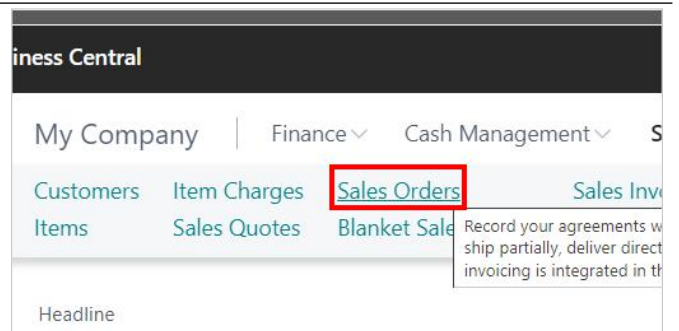 iness Central
My Company Finance Cash Management S
Customers Item Charges Sales Orders Sales Inv
Items Sales Quotes Blanket Sale
Record your agreements w
ship partially, deliver direct
invoicing is integrated in th
Headline